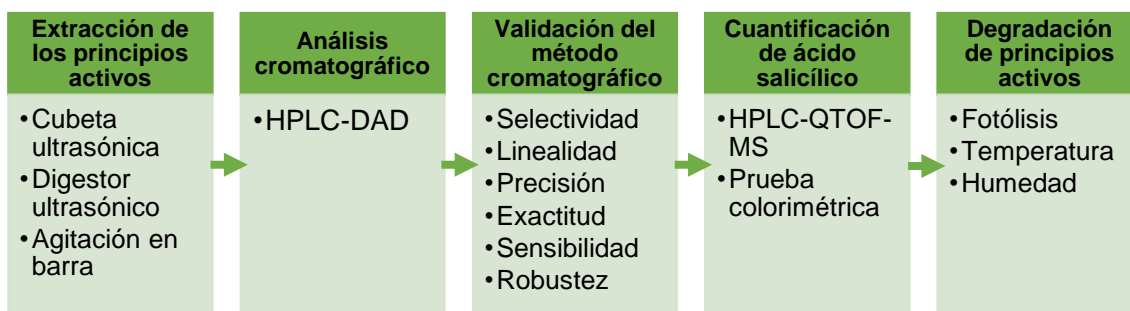 Extracción de
los principios
activos
•Cubeta
ultrasónica
•Digestor
ultrasónico
•Agitación en
barra
Análisis
cromatográfico
•HPLC-DAD
Validación del
método
cromatográfico
•Selectividad
•Linealidad
•Precisión
•Exactitud
•Sensibilidad
•Robustez
Cuantificación
de ácido
salicílico
•HPLC-QTOF-
MS
•Prueba
colorimétrica
Degradación
de principios
activos
•Fotólisis
•Temperatura
•Humedad